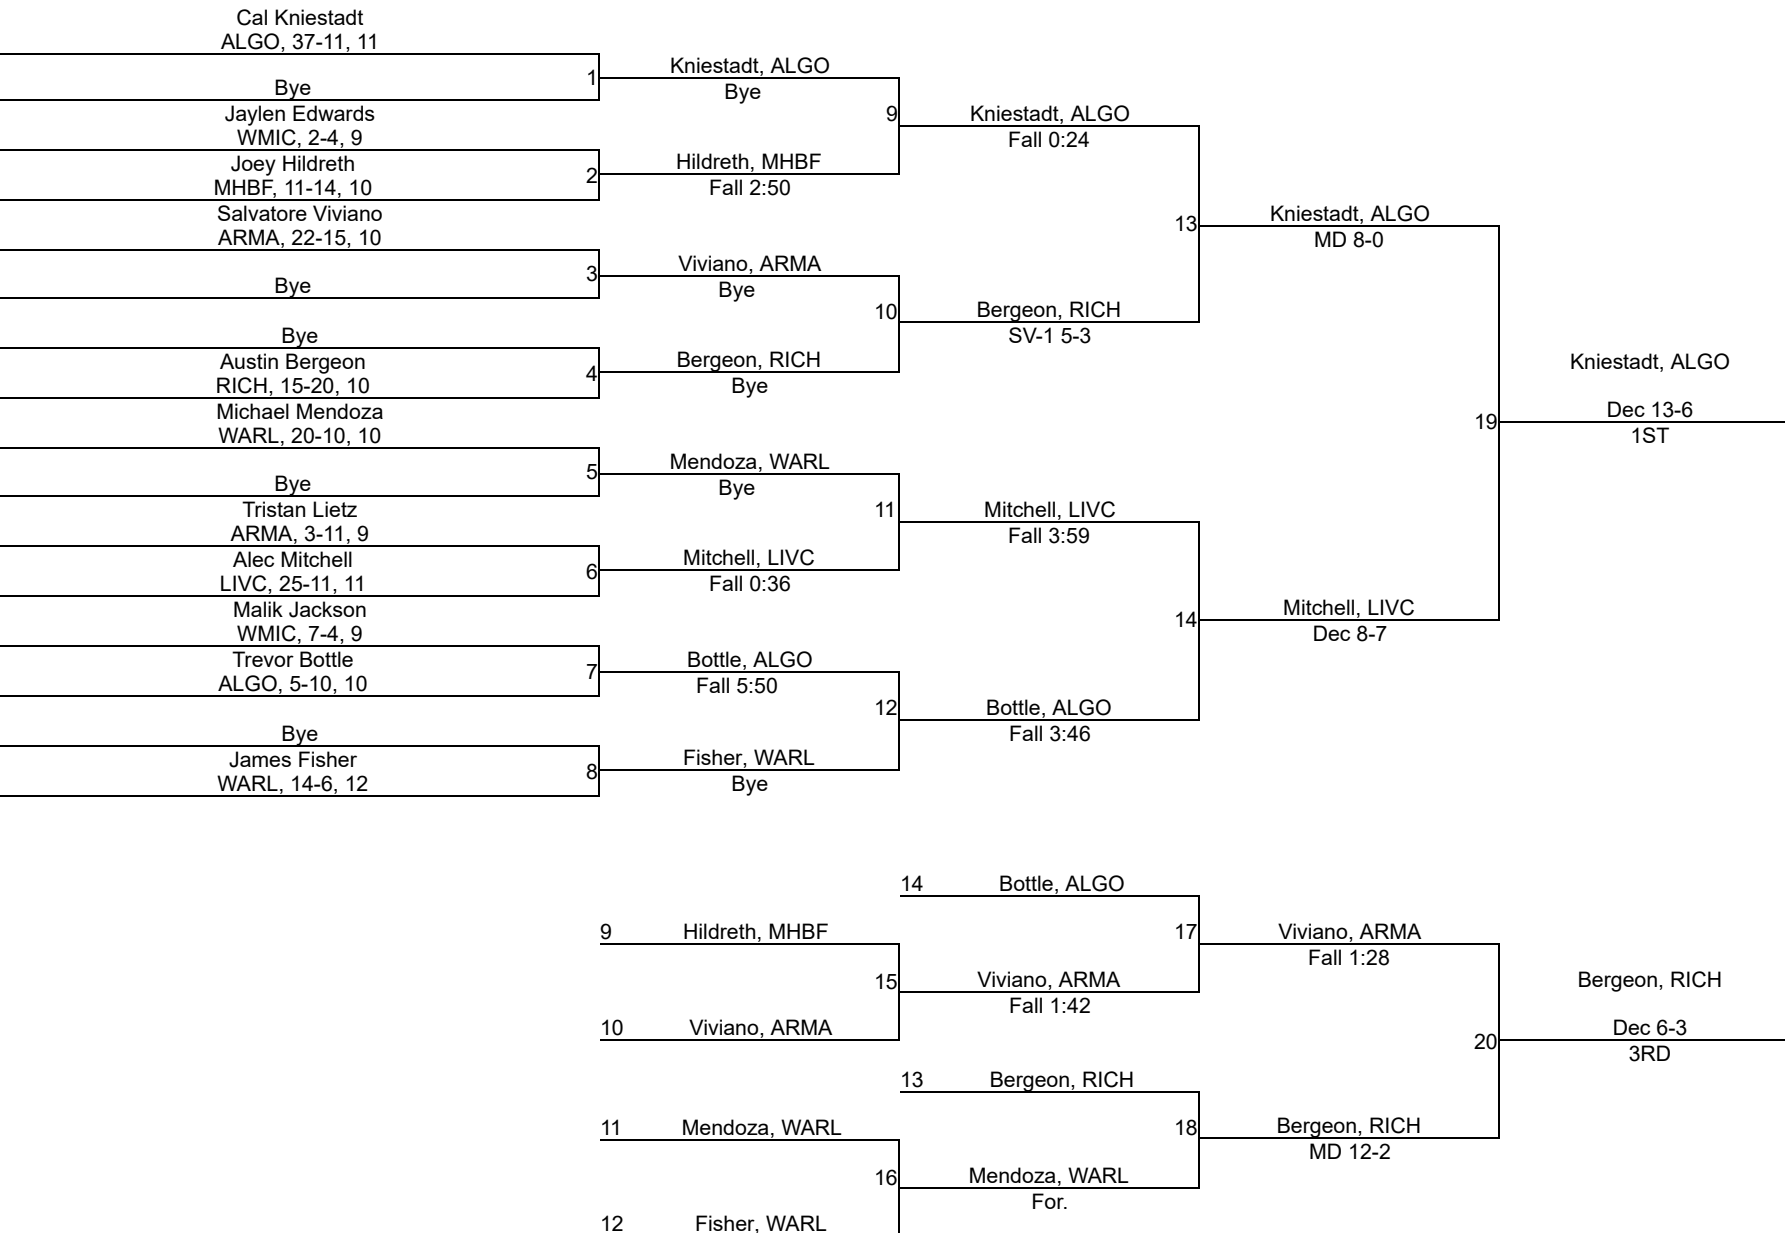 Cal Kniestadt
ALGO, 37-11, 11
Bye
Jaylen Edwards
WMIC, 2-4, 9
Joey Hildreth
MHBF, 11-14, 10
Salvatore Viviano
ARMA, 22-15, 10
Bye
Bye
Austin Bergeon
RICH, 15-20, 10
Michael Mendoza
WARL, 20-10, 10
Bye
Tristan Lietz
ARMA, 3-11, 9
Alec Mitchell
LIVC, 25-11, 11
Malik Jackson
WMIC, 7-4, 9
Trevor Bottle
ALGO, 5-10, 10
Bye
James Fisher
WARL, 14-6, 12
1
Kniestadt, ALGO
Bye
2
Hildreth, MHBF
Fall 2:50
3
Viviano, ARMA
Bye
4
Bergeon, RICH
Bye
5
Mendoza, WARL
Bye
6
Mitchell, LIVC
Fall 0:36
7
Bottle, ALGO
Fall 5:50
8
Fisher, WARL
Bye
9
Kniestadt, ALGO
Fall 0:24
10
Bergeon, RICH
SV-1 5-3
11
Mitchell, LIVC
Fall 3:59
12
Bottle, ALGO
Fall 3:46
13
Kniestadt, ALGO
MD 8-0
14
Mitchell, LIVC
Dec 8-7
19
Kniestadt, ALGO
Dec 13-6
1ST
9 Hildreth, MHBF
10 Viviano, ARMA
11 Mendoza, WARL
12 Fisher, WARL
14 Bottle, ALGO
15
Viviano, ARMA
Fall 1:42
13 Bergeon, RICH
16
Mendoza, WARL
For.
17
Viviano, ARMA
Fall 1:28
18
Bergeon, RICH
MD 12-2
20
Bergeon, RICH
Dec 6-3
3RD